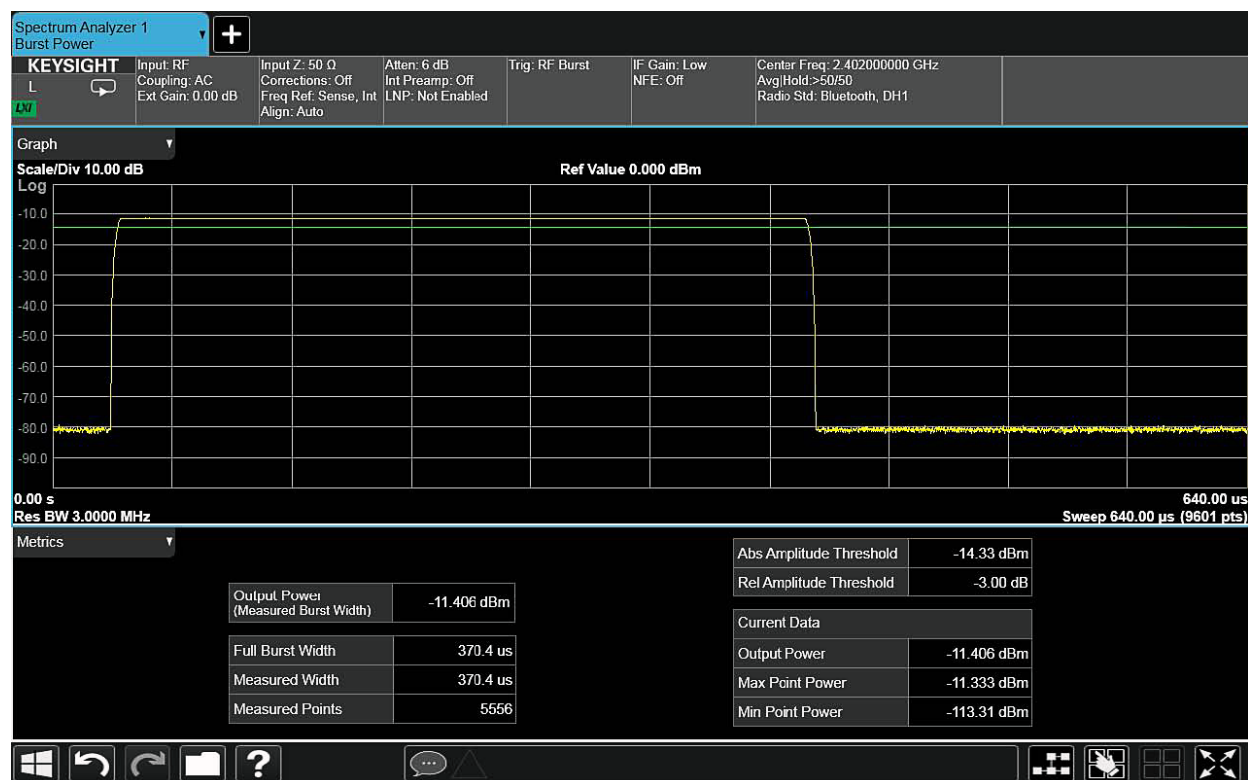 Spectrum Analyzer 1
Burst Power
KEYSIGHT
L
LXI
Input: RF
Coupling: AC
Ext Gain: 0.00 dB
Input Z: 50 Ω
Corrections: Off
Freq Ref: Sense, Int
Align: Auto
Atten: 6 dB
Int Preamp: Off
LNP: Not Enabled
Trig: RF Burst
IF Gain: Low
NFE: Off
Center Freq: 2.402000000 GHz
Avg|Hold:>50/50
Radio Std: Bluetooth, DH1
Graph
Scale/Div 10.00 dB
Ref Value 0.000 dBm
Log
-10.0
-20.0
-30.0
-40.0
-50.0
-60.0
-70.0
-80.0
-90.0
0.00 s
640.00 us
Res BW 3.0000 MHz
Sweep 640.00 µs (9601 pts)
Metrics
Output Power
(Measured Burst Width)
-11.406 dBm
Full Burst Width 370.4 us
Measured Width 370.4 us
Measured Points 5556
Abs Amplitude Threshold -14.33 dBm
Rel Amplitude Threshold -3.00 dB
Current Data
Output Power -11.406 dBm
Max Point Power -11.333 dBm
Min Point Power -113.31 dBm
?